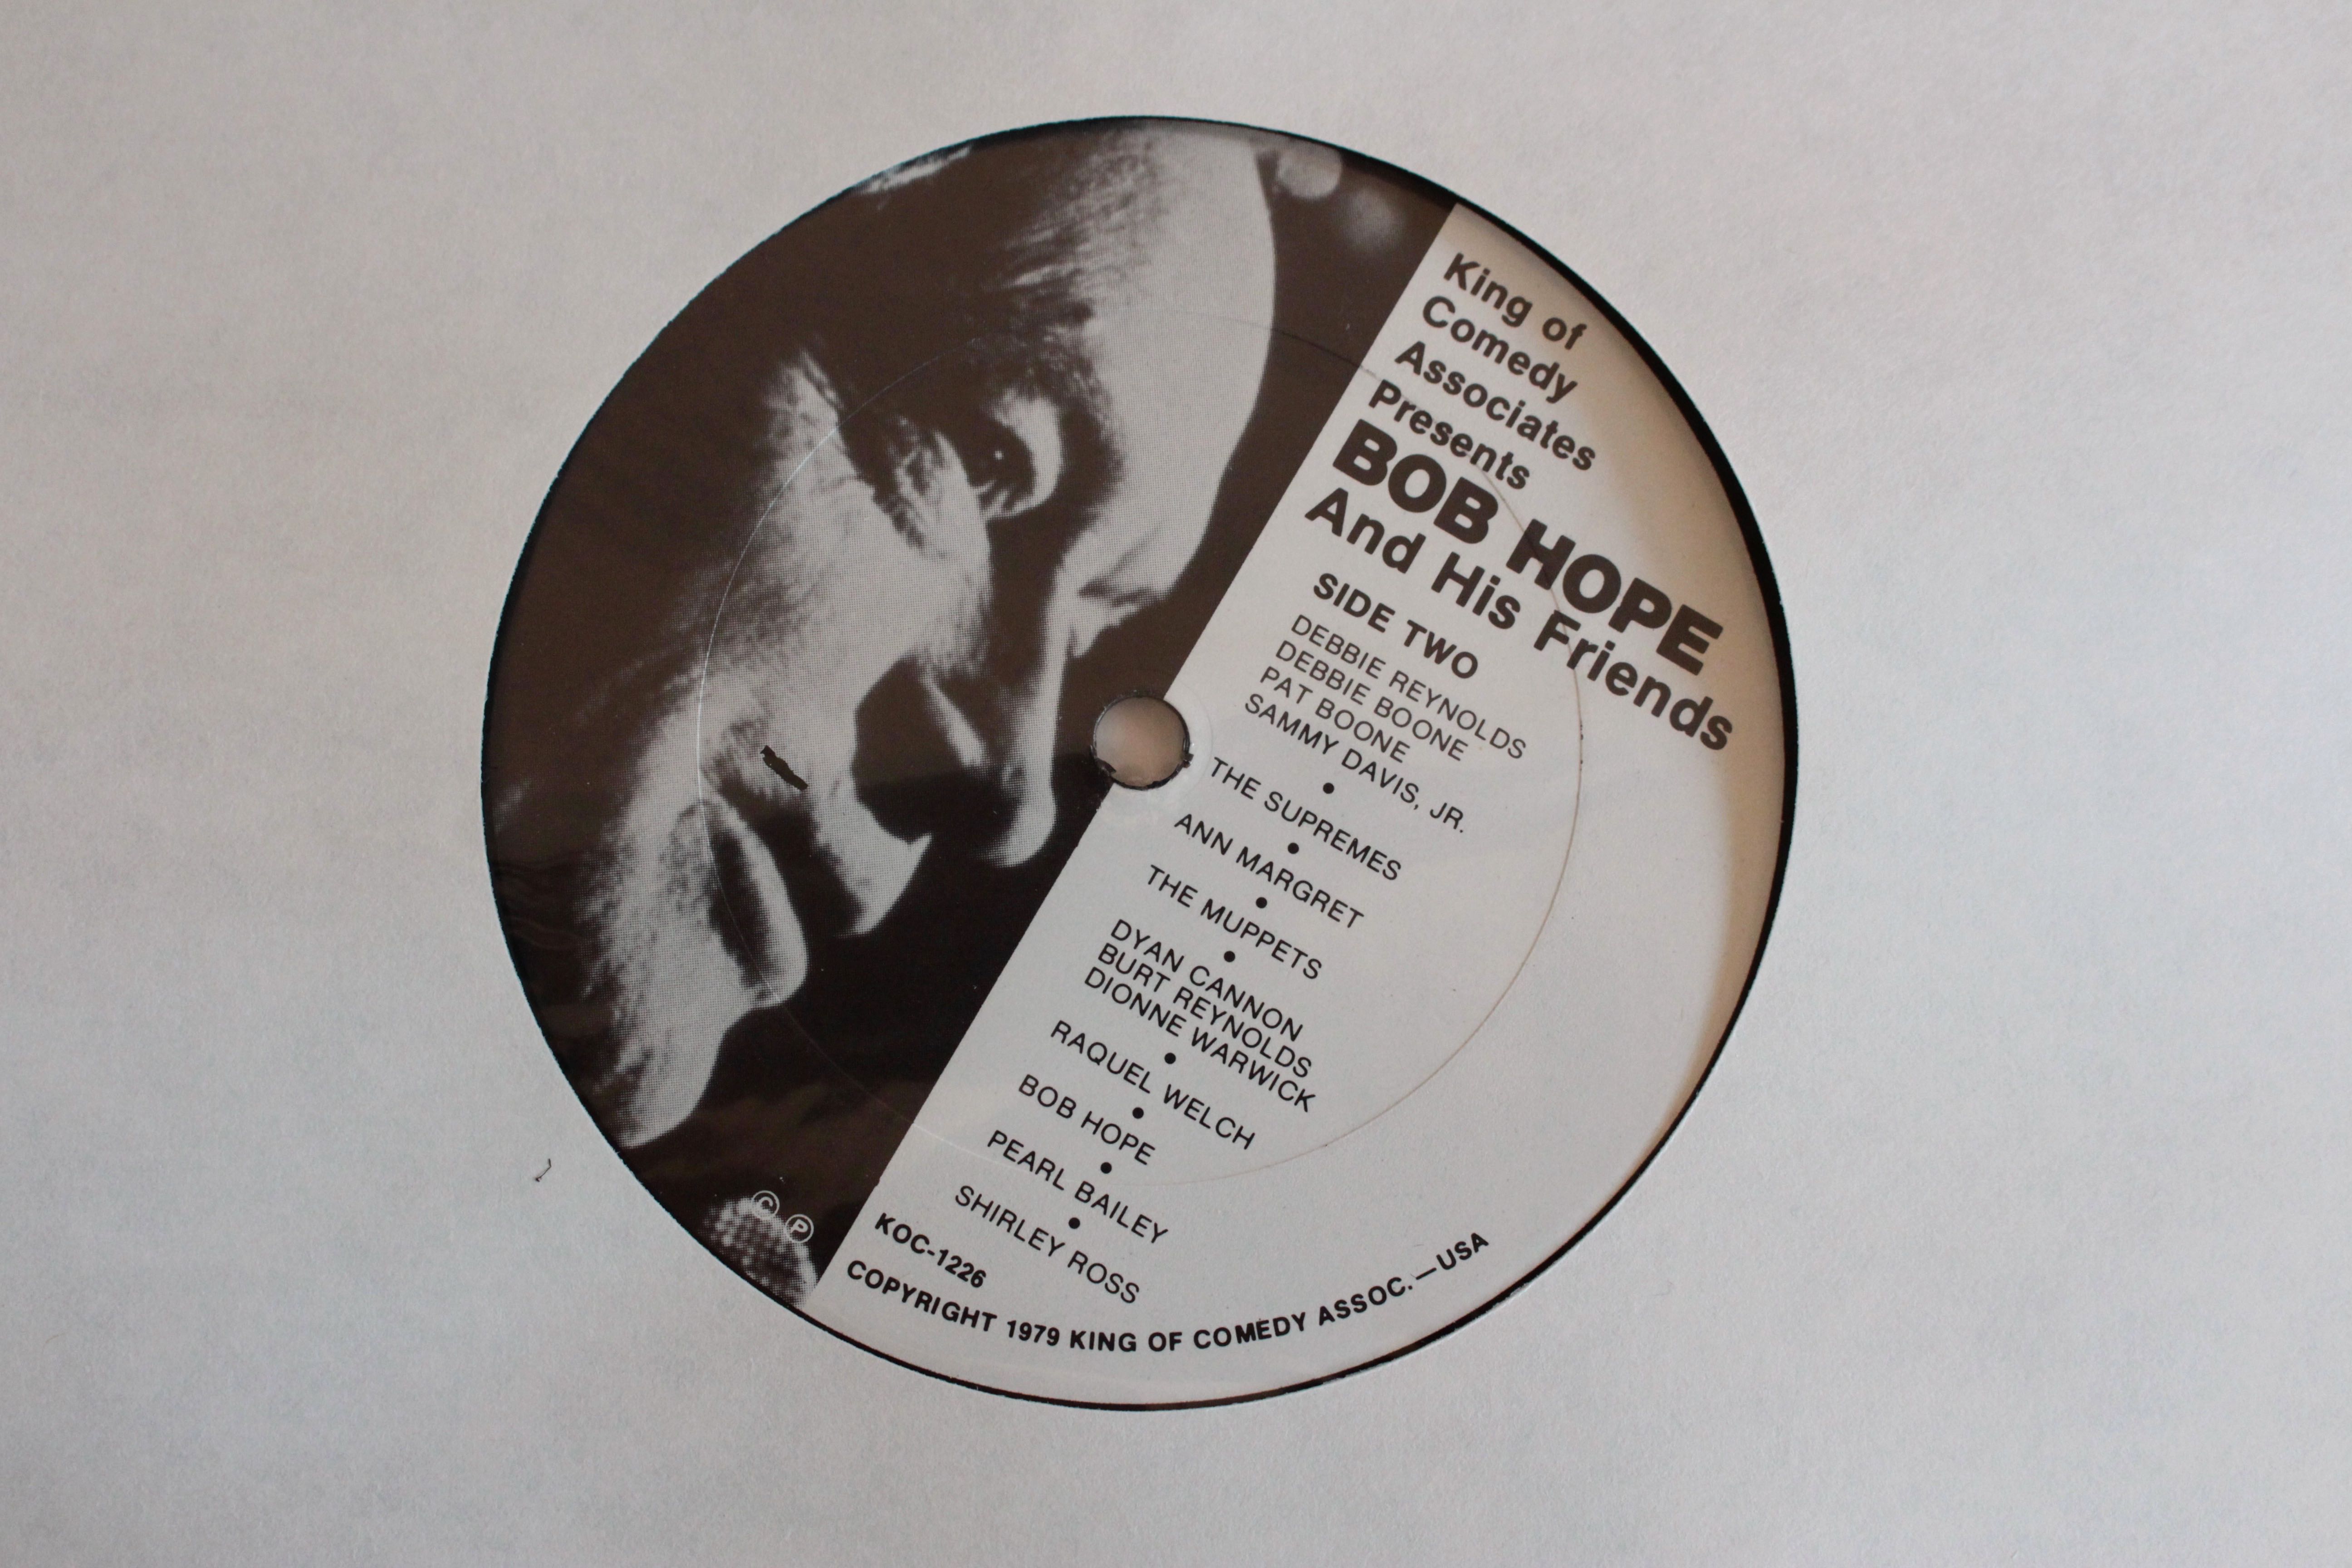 King of
Comedy
Associates
Presents
BOB HOPE
And His Friends
SIDE TWO
DEBBIE REYNOLDS
DEBBIE BOONE
PAT BOONE
SAMMY DAVIS, JR.
•
THE SUPREMES
•
ANN MARGRET
•
THE MUPPETS
•
DYAN CANNON
BURT REYNOLDS
DIONNE WARWICK
•
RAQUEL WELCH
•
BOB HOPE
•
PEARL BAILEY
•
SHIRLEY ROSS
Ⓒ Ⓟ
KOC-1226
COPYRIGHT 1979 KING OF COMEDY ASSOC.—USA